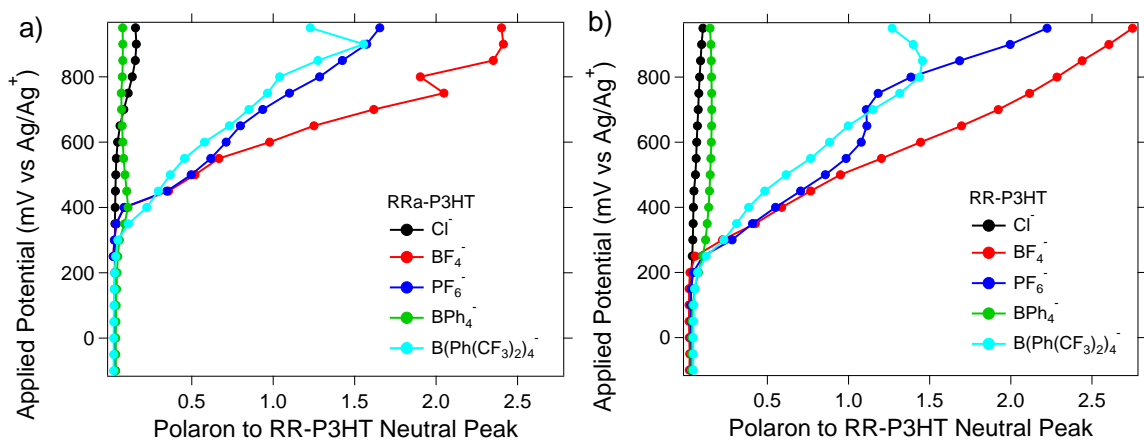 a)
Applied Potential (mV vs Ag/Ag⁺)
800
600
400
200
0
RRa-P3HT
Cl⁻
BF₄⁻
PF₆⁻
BPh₄⁻
B(Ph(CF₃)₂)₄⁻
0.5 1.0 1.5 2.0 2.5
Polaron to RR-P3HT Neutral Peak
b)
Applied Potential (mV vs Ag/Ag⁺)
800
600
400
200
0
RR-P3HT
Cl⁻
BF₄⁻
PF₆⁻
BPh₄⁻
B(Ph(CF₃)₂)₄⁻
0.5 1.0 1.5 2.0 2.5
Polaron to RR-P3HT Neutral Peak